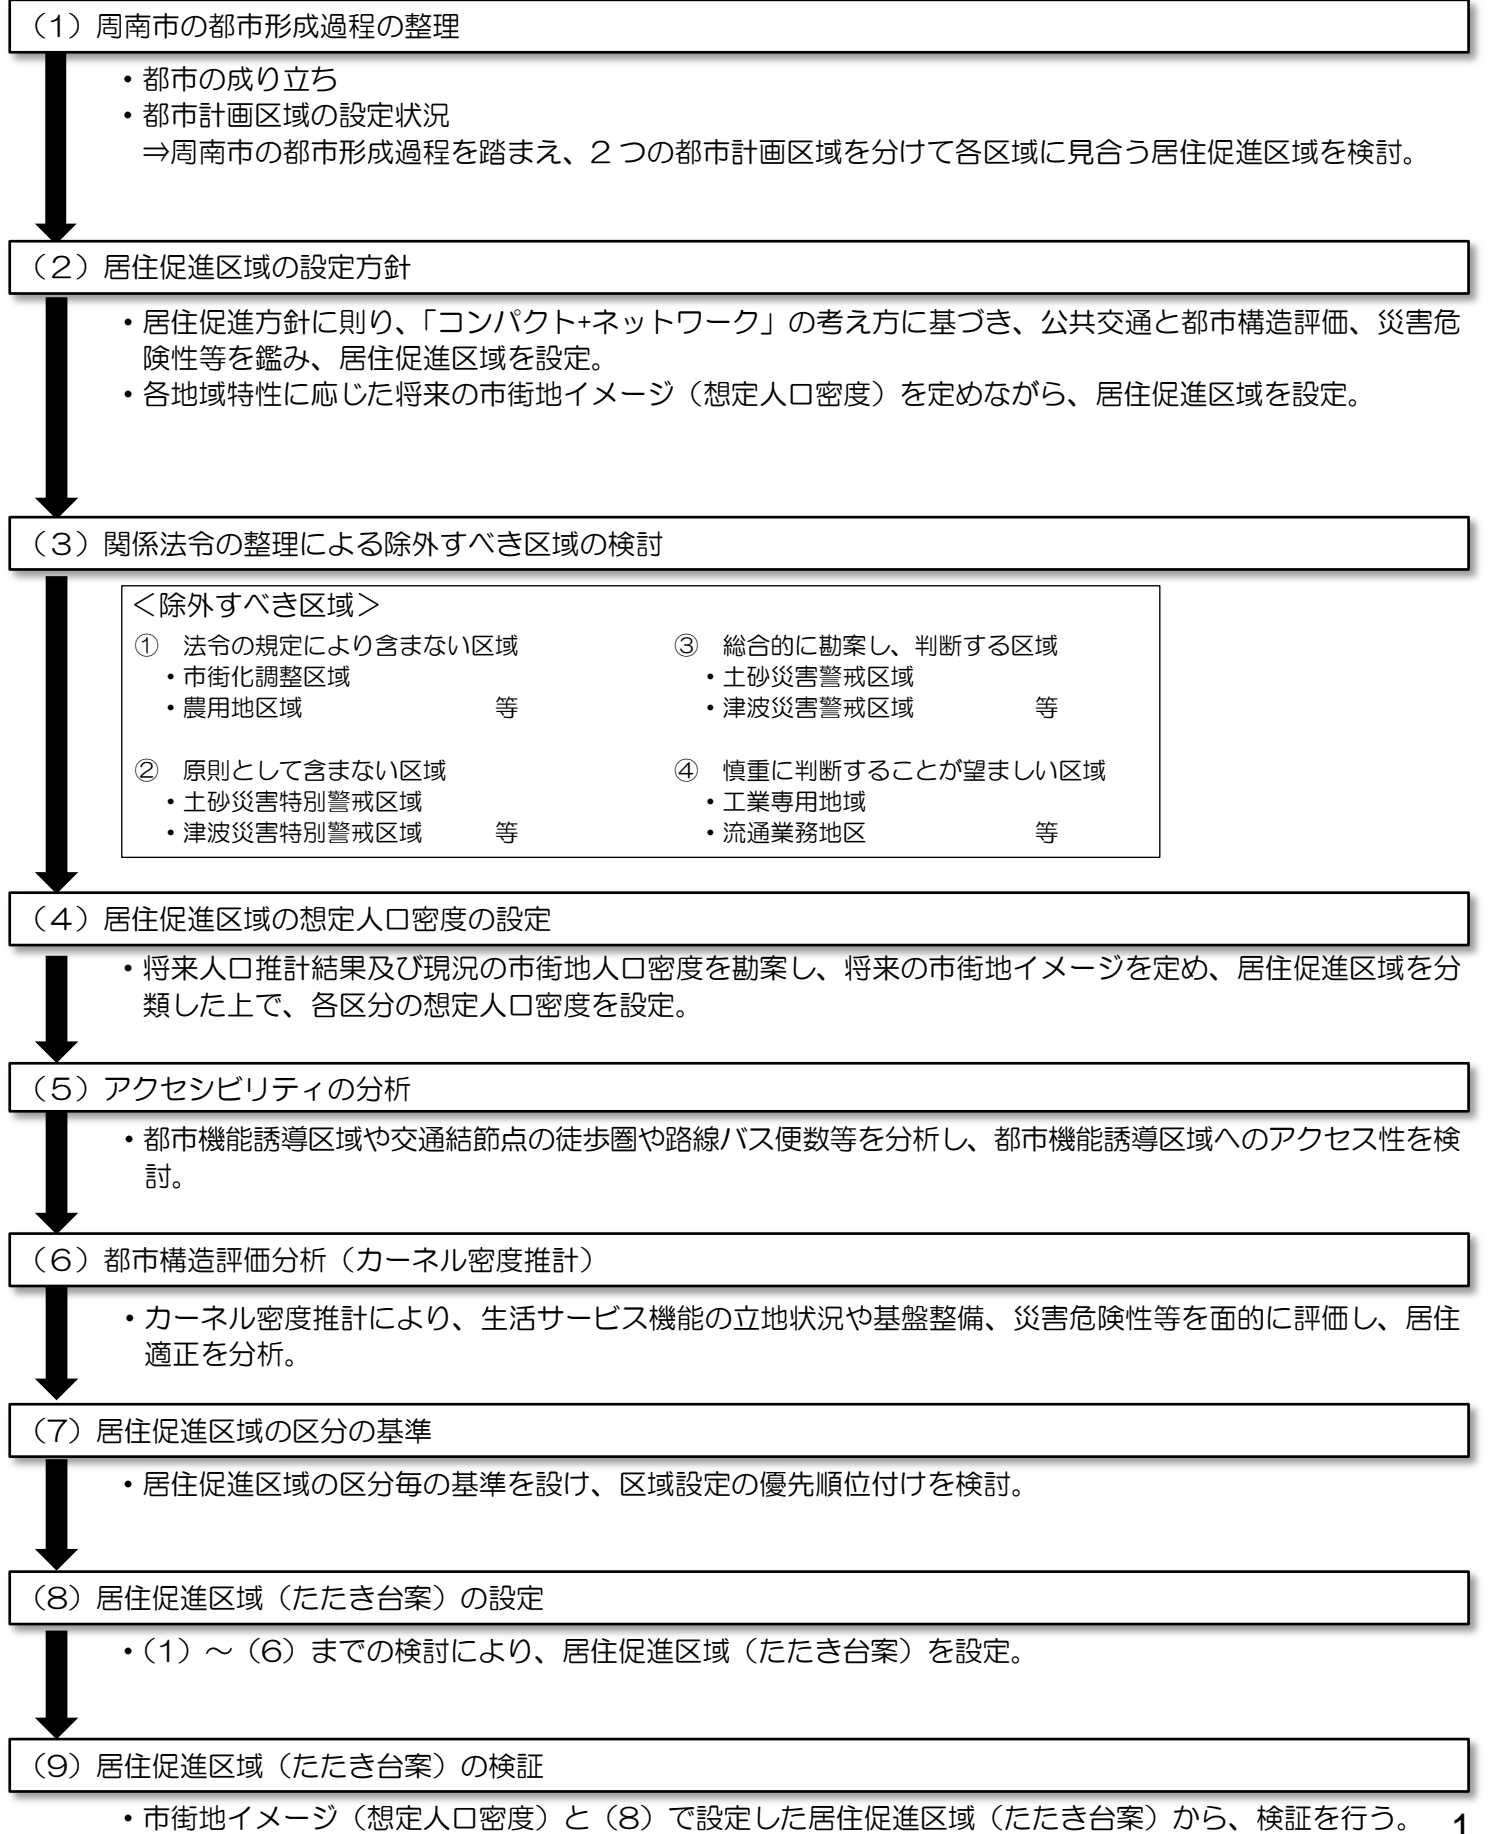 （1）周南市の都市形成過程の整理
・都市の成り立ち
・都市計画区域の設定状況
⇒周南市の都市形成過程を踏まえ、2つの都市計画区域を分けて各区域に見合う居住促進区域を検討。
（2）居住促進区域の設定方針
・居住促進方針に則り、「コンパクト+ネットワーク」の考え方に基づき、公共交通と都市構造評価、災害危
険性等を鑑み、居住促進区域を設定。
・各地域特性に応じた将来の市街地イメージ（想定人口密度）を定めながら、居住促進区域を設定。
（3）関係法令の整理による除外すべき区域の検討
＜除外すべき区域＞
①　法令の規定により含まない区域
・市街化調整区域
・農用地区域　等
②　原則として含まない区域
・土砂災害特別警戒区域
・津波災害特別警戒区域　等
③　総合的に勘案し、判断する区域
・土砂災害警戒区域
・津波災害警戒区域　等
④　慎重に判断することが望ましい区域
・工業専用地域
・流通業務地区　等
（4）居住促進区域の想定人口密度の設定
・将来人口推計結果及び現況の市街地人口密度を勘案し、将来の市街地イメージを定め、居住促進区域を分
類した上で、各区分の想定人口密度を設定。
（5）アクセシビリティの分析
・都市機能誘導区域や交通結節点の徒歩圏や路線バス便数等を分析し、都市機能誘導区域へのアクセス性を検
討。
（6）都市構造評価分析（カーネル密度推計）
・カーネル密度推計により、生活サービス機能の立地状況や基盤整備、災害危険性等を面的に評価し、居住
適正を分析。
（7）居住促進区域の区分の基準
・居住促進区域の区分毎の基準を設け、区域設定の優先順位付けを検討。
（8）居住促進区域（たたき台案）の設定
・（1）～（6）までの検討により、居住促進区域（たたき台案）を設定。
（9）居住促進区域（たたき台案）の検証
・市街地イメージ（想定人口密度）と（8）で設定した居住促進区域（たたき台案）から、検証を行う。
1